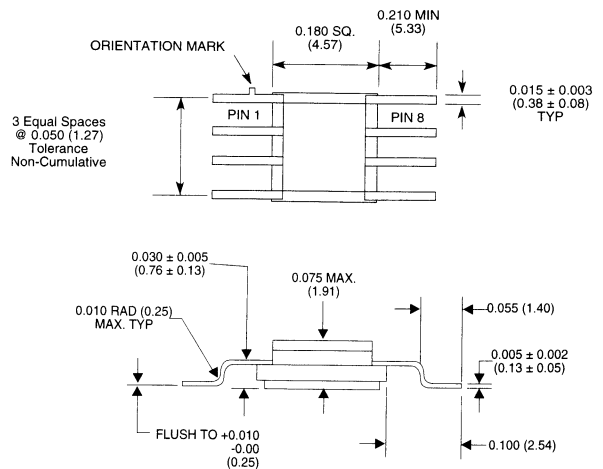 0.210 MIN
(5.33)
0.180 SQ.
(4.57)
ORIENTATION MARK
0.015 ± 0.003
(0.38 ± 0.08)
TYP
PIN 1
PIN 8
3 Equal Spaces
@ 0.050 (1.27)
Tolerance
Non-Cumulative
0.030 ± 0.005
(0.76 ± 0.13)
0.075 MAX.
(1.91)
0.010 RAD (0.25)
MAX. TYP
0.055 (1.40)
0.005 ± 0.002
(0.13 ± 0.05)
FLUSH TO +0.010
-0.00
(0.25)
0.100 (2.54)